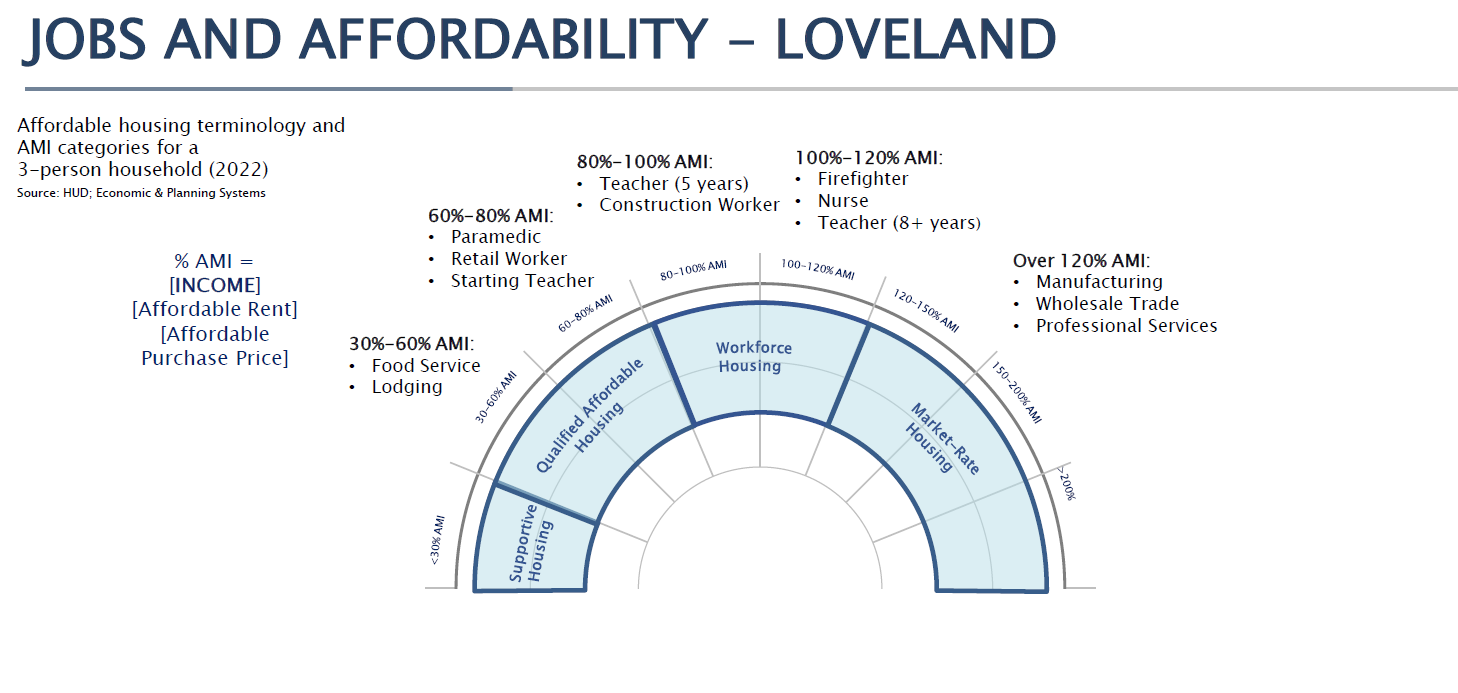 JOBS AND AFFORDABILITY – LOVELAND
Affordable housing terminology and
AMI categories for a
3-person household (2022)
Source: HUD; Economic & Planning Systems
% AMI =
[INCOME]
[Affordable Rent]
[Affordable
Purchase Price]
30%-60% AMI:
• Food Service
• Lodging
60%-80% AMI:
• Paramedic
• Retail Worker
• Starting Teacher
80%-100% AMI:
• Teacher (5 years)
• Construction Worker
100%-120% AMI:
• Firefighter
• Nurse
• Teacher (8+ years)
Over 120% AMI:
• Manufacturing
• Wholesale Trade
• Professional Services
<30% AMI
30-60% AMI
60-80% AMI
80-100% AMI
100-120% AMI
120-150% AMI
150-200% AMI
>200%
Supportive
Housing
Qualified Affordable
Housing
Workforce
Housing
Market-Rate
Housing